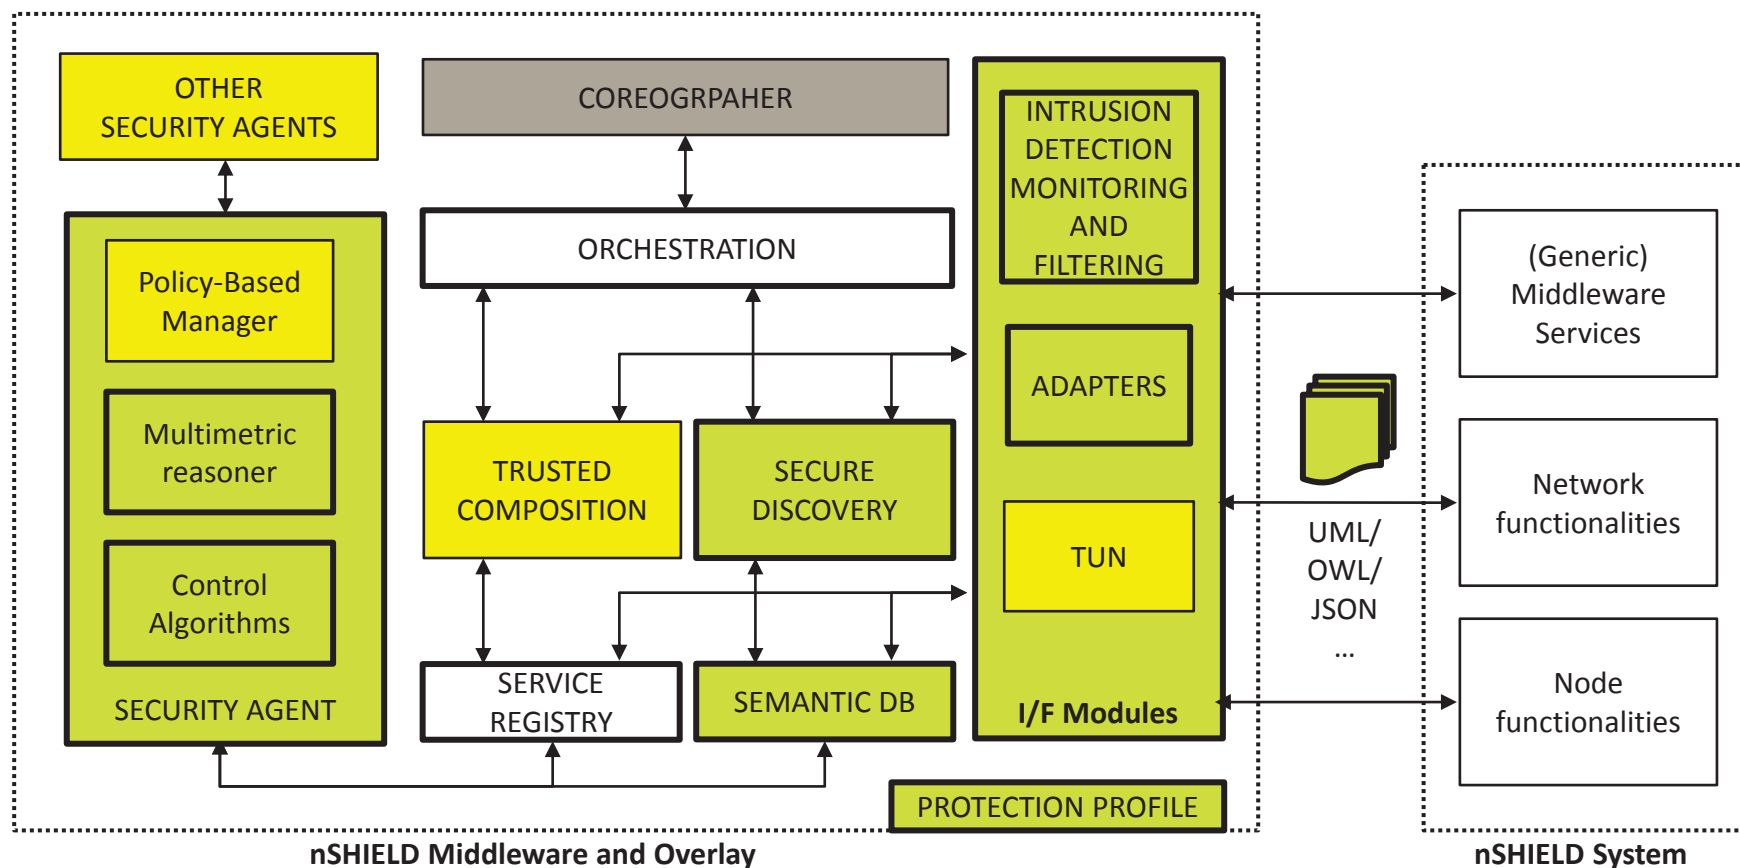 OTHER
SECURITY AGENTS
Policy-Based
Manager
Multimetric
reasoner
Control
Algorithms
SECURITY AGENT
COREOGRPAHER
ORCHESTRATION
TRUSTED
COMPOSITION
SECURE
DISCOVERY
SERVICE
REGISTRY
SEMANTIC DB
INTRUSION
DETECTION
MONITORING
AND
FILTERING
ADAPTERS
TUN
I/F Modules
PROTECTION PROFILE
nSHIELD Middleware and Overlay
UML/
OWL/
JSON
...
(Generic)
Middleware
Services
Network
functionalities
Node
functionalities
nSHIELD System